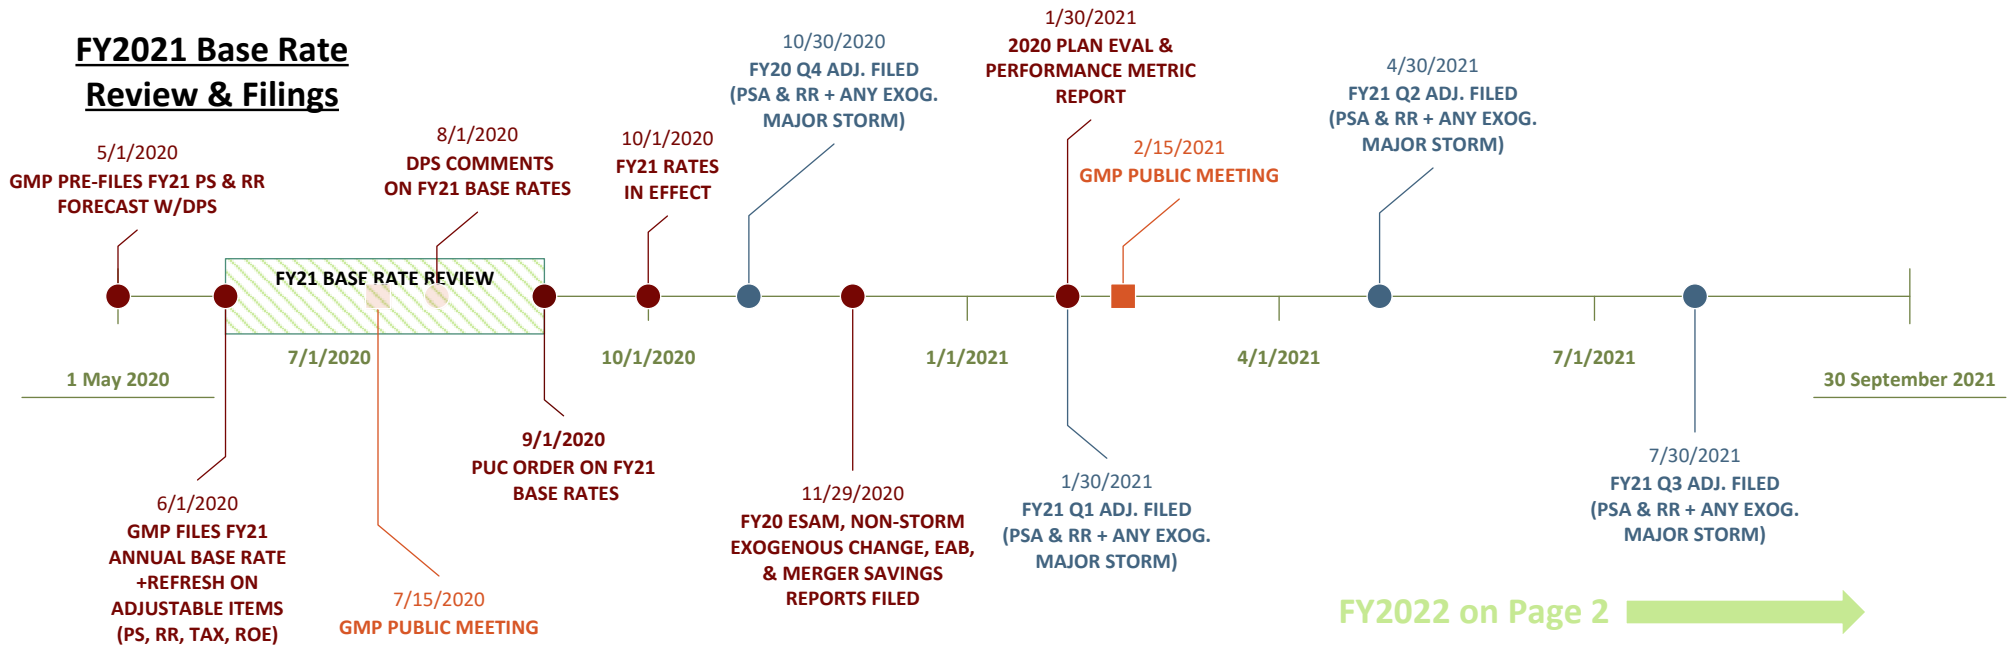 FY2021 Base Rate
Review & Filings
5/1/2020
GMP PRE-FILES FY21 PS & RR
FORECAST W/DPS
8/1/2020
DPS COMMENTS
ON FY21 BASE RATES
10/1/2020
FY21 RATES
IN EFFECT
10/30/2020
FY20 Q4 ADJ. FILED
(PSA & RR + ANY EXOG.
MAJOR STORM)
1/30/2021
2020 PLAN EVAL &
PERFORMANCE METRIC
REPORT
2/15/2021
GMP PUBLIC MEETING
4/30/2021
FY21 Q2 ADJ. FILED
(PSA & RR + ANY EXOG.
MAJOR STORM)
FY21 BASE RATE REVIEW
7/1/2020
10/1/2020
1/1/2021
4/1/2021
7/1/2021
1 May 2020
30 September 2021
6/1/2020
GMP FILES FY21
ANNUAL BASE RATE
+REFRESH ON
ADJUSTABLE ITEMS
(PS, RR, TAX, ROE)
7/15/2020
GMP PUBLIC MEETING
9/1/2020
PUC ORDER ON FY21
BASE RATES
11/29/2020
FY20 ESAM, NON-STORM
EXOGENOUS CHANGE, EAB,
& MERGER SAVINGS
REPORTS FILED
1/30/2021
FY21 Q1 ADJ. FILED
(PSA & RR + ANY EXOG.
MAJOR STORM)
7/30/2021
FY21 Q3 ADJ. FILED
(PSA & RR + ANY EXOG.
MAJOR STORM)
FY2022 on Page 2